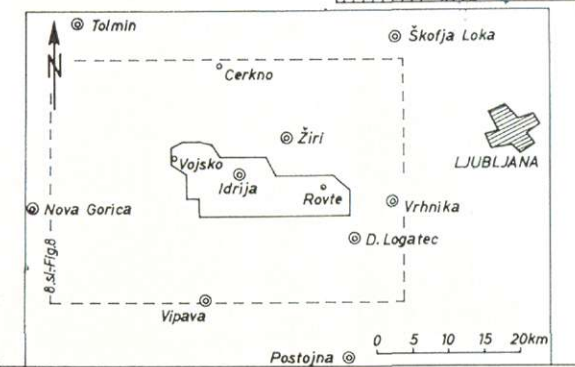 Tolmin
Škofja Loka
N
Cerkno
Žiri
LJUBLJANA
Vojsko
Idrija
Rovte
Nova Gorica
Vrhnika
D. Logatec
8.sl.-Fig.8
Vipava
0 5 10 15 20km
Postojna